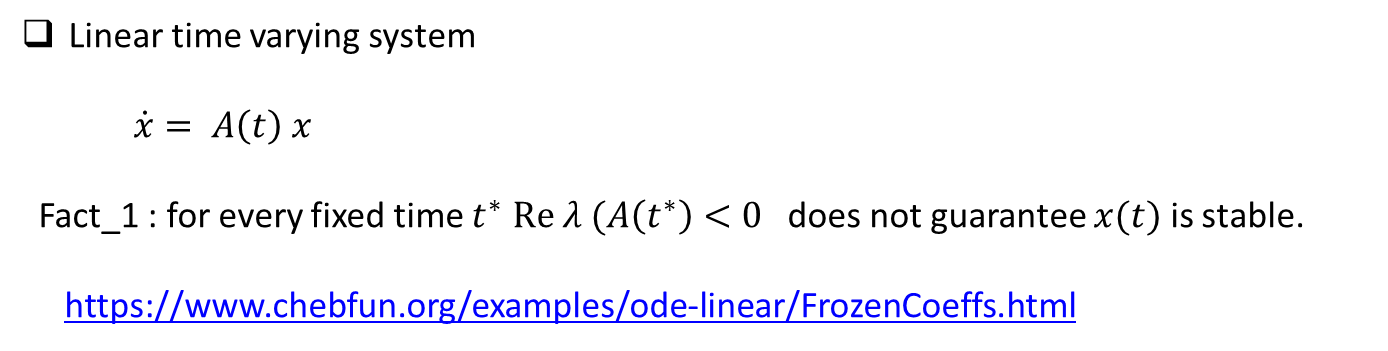 ❑ Linear time varying system
ẋ = A(t) x
Fact_1 : for every fixed time t* Re λ (A(t*) < 0 does not guarantee x(t) is stable.
https://www.chebfun.org/examples/ode-linear/FrozenCoeffs.html